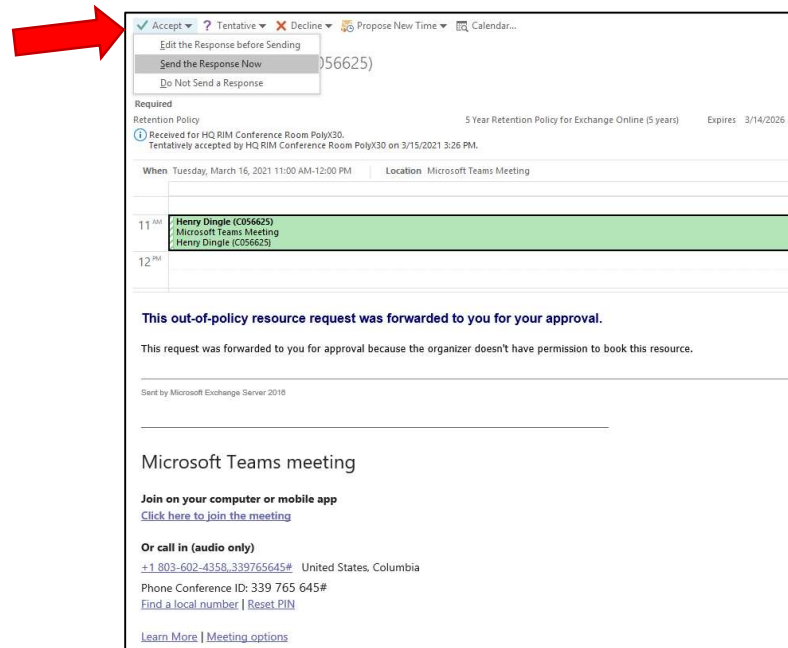 Accept ? Tentative Decline Propose New Time Calendar...
Edit the Response before Sending
Send the Response Now
056625)
Do Not Send a Response
Required
Retention Policy 5 Year Retention Policy for Exchange Online (5 years) Expires 3/14/2026
Received for HQ RIM Conference Room PolyX30.
Tentatively accepted by HQ RIM Conference Room PolyX30 on 3/15/2021 3:26 PM.
When Tuesday, March 16, 2021 11:00 AM-12:00 PM Location Microsoft Teams Meeting
11 AM
Henry Dingle (C056625)
Microsoft Teams Meeting
Henry Dingle (C056625)
12 PM
This out-of-policy resource request was forwarded to you for your approval.
This request was forwarded to you for approval because the organizer doesn't have permission to book this resource.
Sent by Microsoft Exchange Server 2016
Microsoft Teams meeting
Join on your computer or mobile app
Click here to join the meeting
Or call in (audio only)
+1 803-602-4358,,339765645# United States, Columbia
Phone Conference ID: 339 765 645#
Find a local number | Reset PIN
Learn More | Meeting options